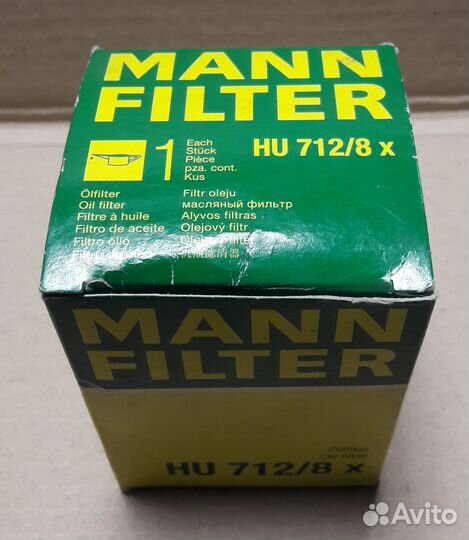 MANN
FILTER
1
Each
Stück
Pièce
pza. cont.
Kus
HU 712/8 x
Ölfilter
Oil filter
Filtre à huile
Filtro de aceite
Filtro olio
Filtr oleju
масляный фильтр
Alyvos filtras
Olejový filtr
Olejový filter
MANN
FILTER
Ölfilter
Oil filter
HU 712/8 x
Avito